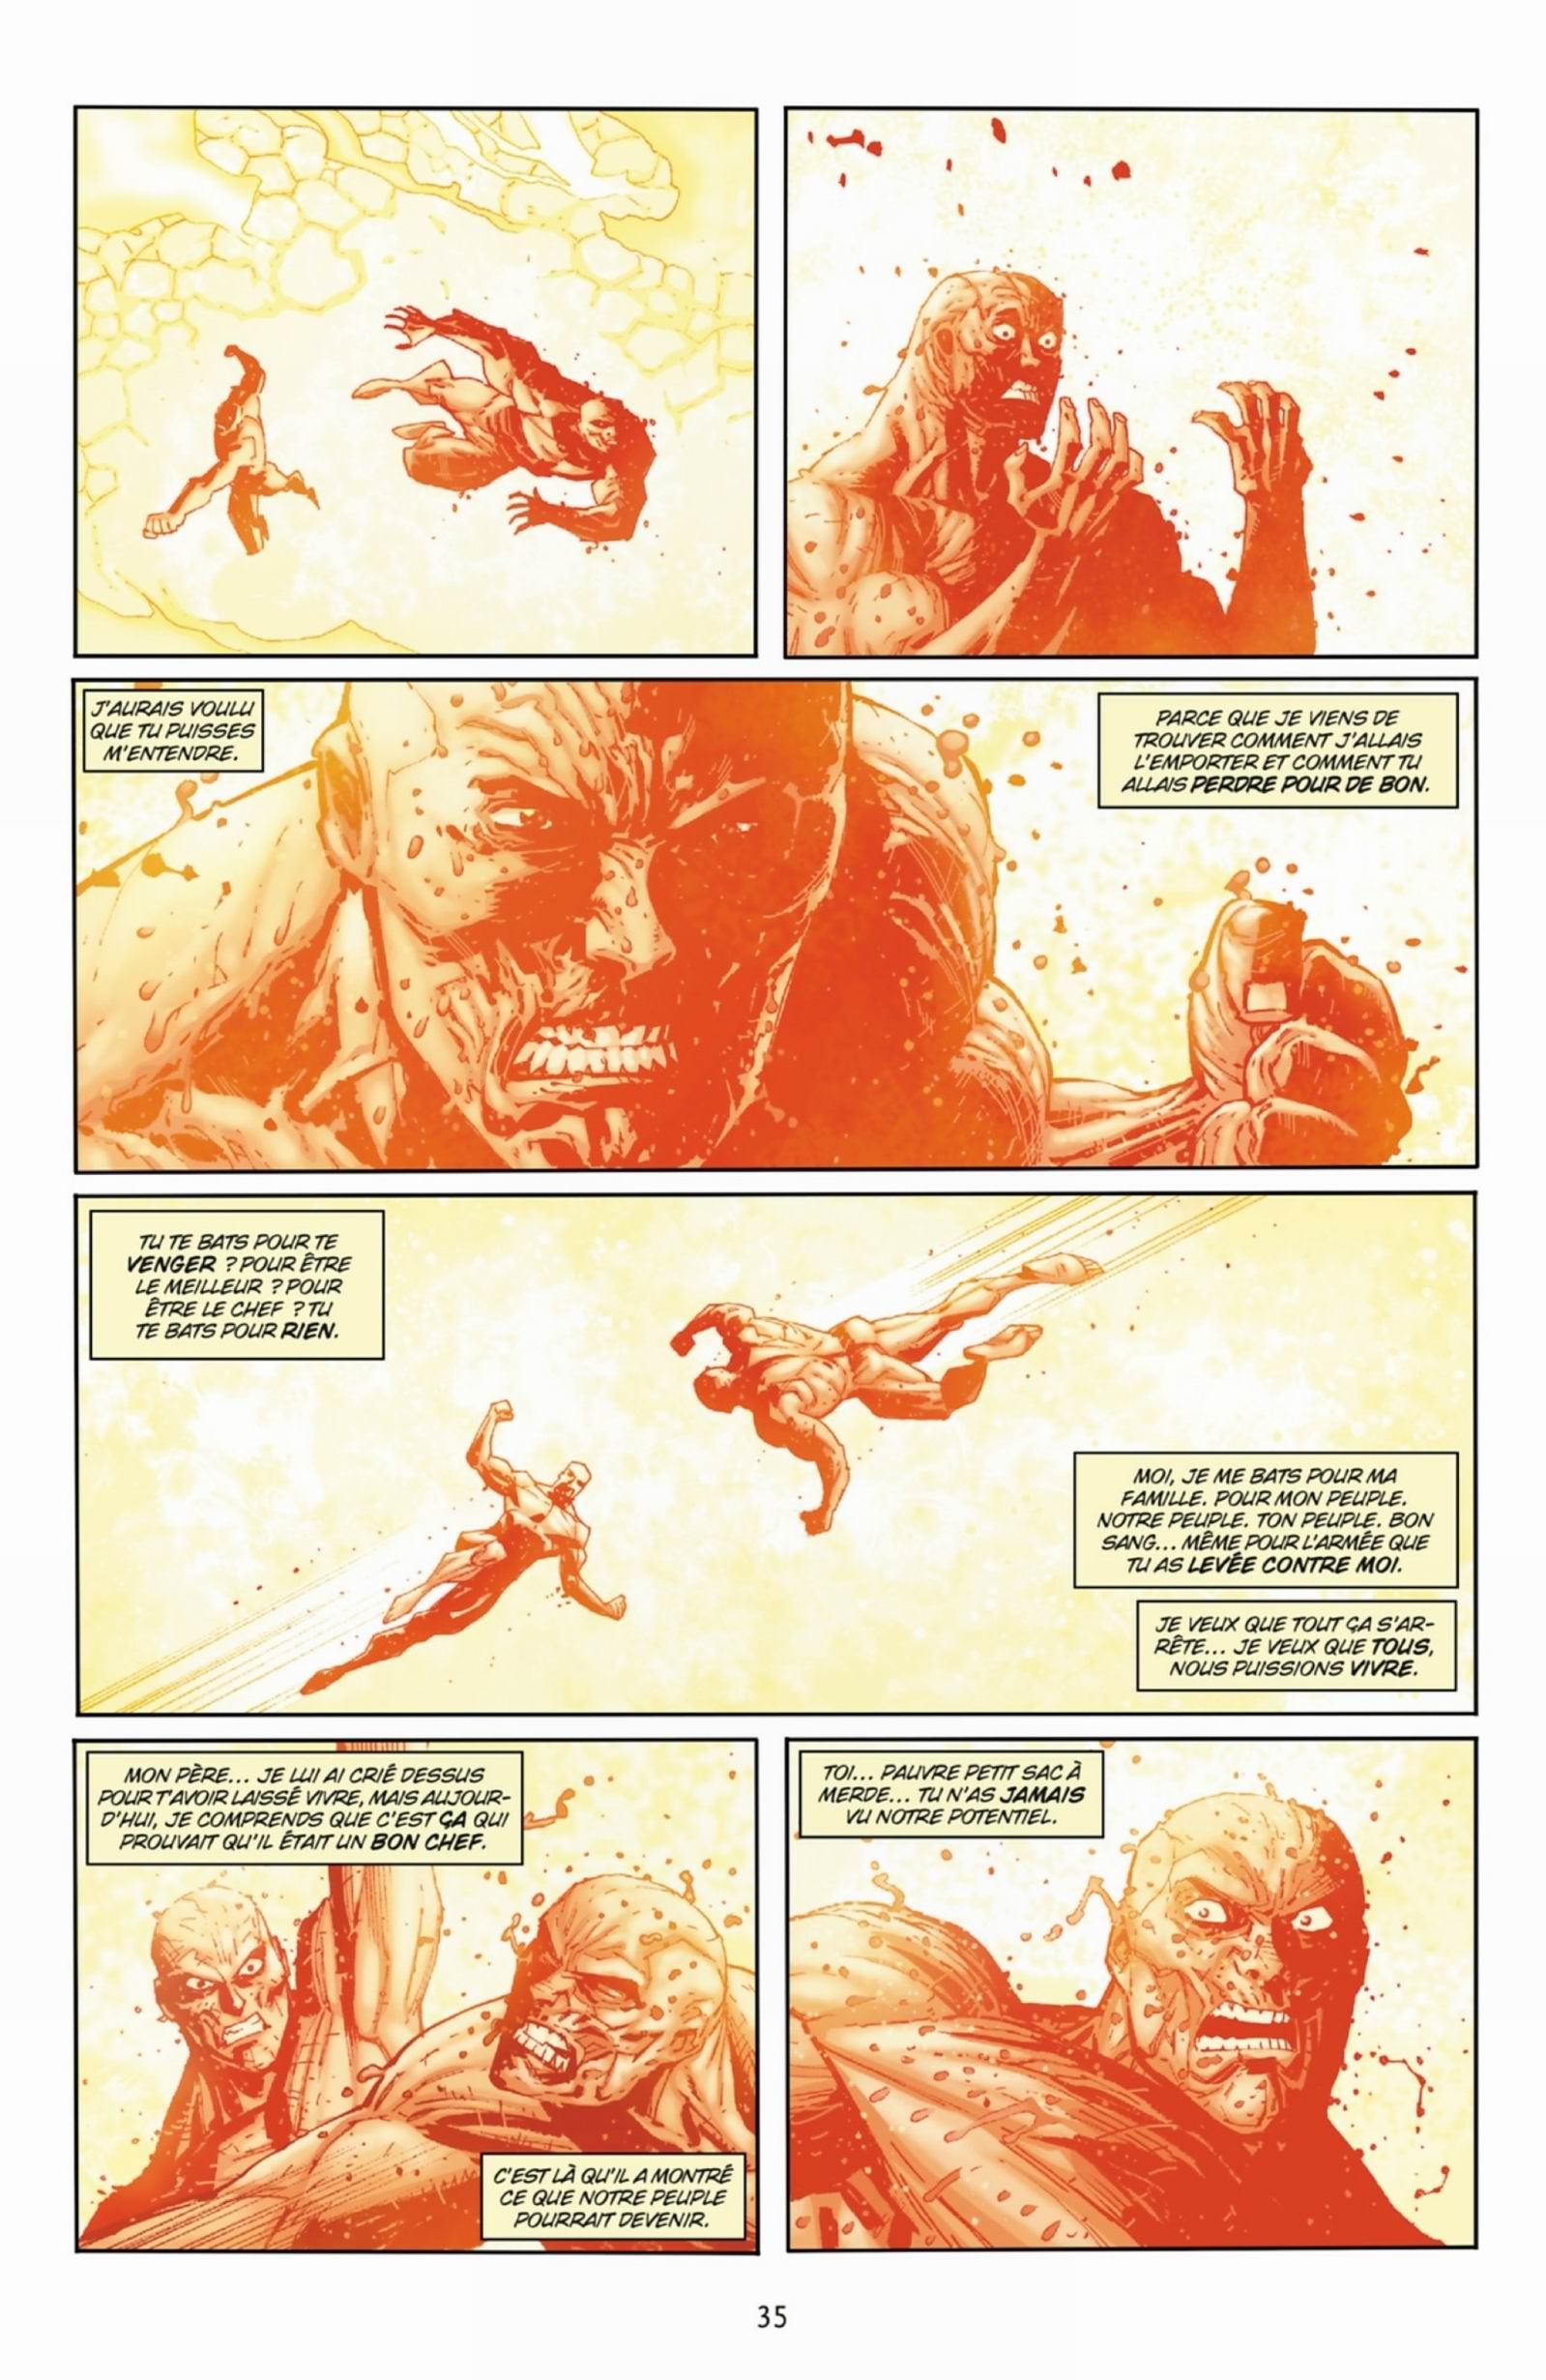 J'AURAIS VOULU
QUE TU PUISSES
M'ENTENDRE.
PARCE QUE JE VIENS DE
TROUVER COMMENT J'ALLAIS
L'EMPORTER ET COMMENT TU
ALLAIS PERDRE POUR DE BON.
TU TE BATS POUR TE
VENGER ? POUR ÊTRE
LE MEILLEUR ? POUR
ÊTRE LE CHEF ? TU
TE BATS POUR RIEN.
MOI, JE ME BATS POUR MA
FAMILLE. POUR MON PEUPLE.
NOTRE PEUPLE. TON PEUPLE. BON
SANG... MÊME POUR L'ARMÉE QUE
TU AS LEVÉE CONTRE MOI.
JE VEUX QUE TOUT ÇA S'AR-
RÊTE... JE VEUX QUE TOUS,
NOUS PUISSIONS VIVRE.
MON PÈRE... JE LUI AI CRIÉ DESSUS
POUR T'AVOIR LAISSÉ VIVRE, MAIS AUJOUR-
D'HUI, JE COMPRENDS QUE C'EST ÇA QUI
PROUVAIT QU'IL ÉTAIT UN BON CHEF.
C'EST LÀ QU'IL A MONTRÉ
CE QUE NOTRE PEUPLE
POURRAIT DEVENIR.
TOI... PAUVRE PETIT SAC À
MERDE... TU N'AS JAMAIS
VU NOTRE POTENTIEL.
35